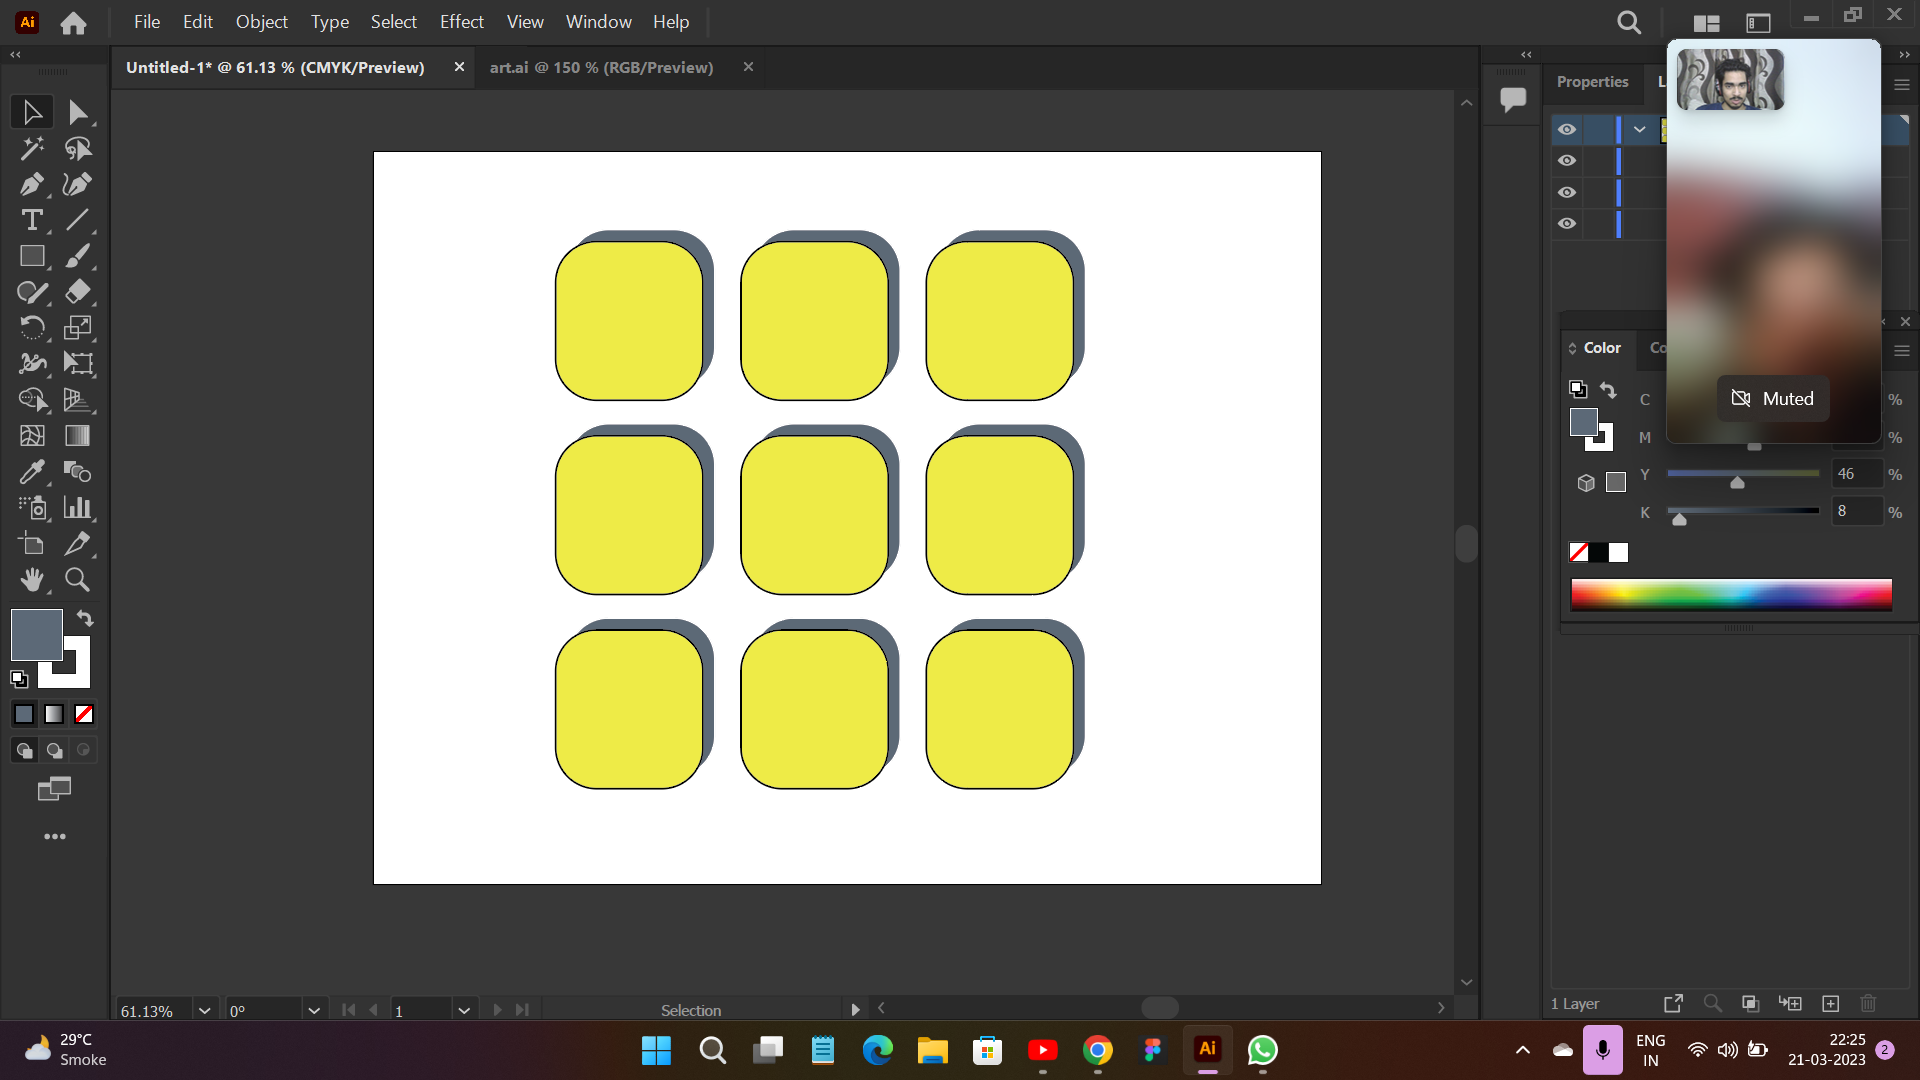 Ai
File Edit Object Type Select Effect View Window Help
Untitled-1* @ 61.13 % (CMYK/Preview)
art.ai @ 150 % (RGB/Preview)
Properties
Muted
Color
C %
M %
Y 46 %
K 8 %
61.13%
0°
1
Selection
1 Layer
29°C
Smoke
Ai
ENG
IN
22:25
21-03-2023
2